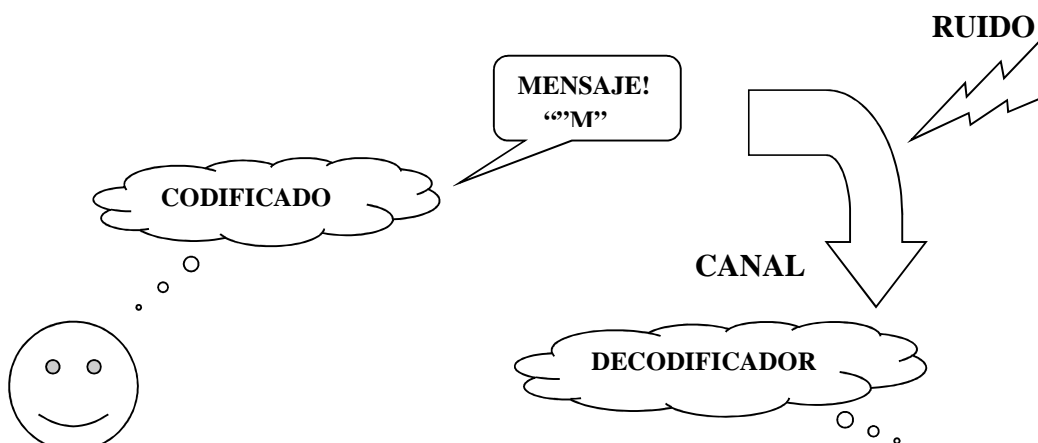 RUIDO
MENSAJE!
“”M”
CODIFICADO
CANAL
DECODIFICADOR